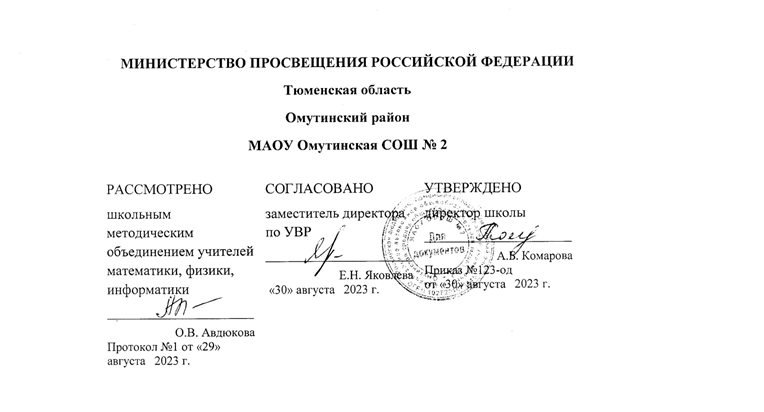 МИНИСТЕРСТВО ПРОСВЕЩЕНИЯ РОССИЙСКОЙ ФЕДЕРАЦИИ
Тюменская область
Омутинский район
МАОУ Омутинская СОШ № 2
РАССМОТРЕНО
школьным
методическим
объединением учителей
математики, физики,
информатики
О.В. Авдюкова
Протокол №1 от «29»
августа 2023 г.
СОГЛАСОВАНО
заместитель директора
по УВР
Е.Н. Яковлева
«30» августа 2023 г.
УТВЕРЖДЕНО
директор школы
А.В. Комарова
Приказ №123-од
от «30» августа 2023 г.
Для
документов